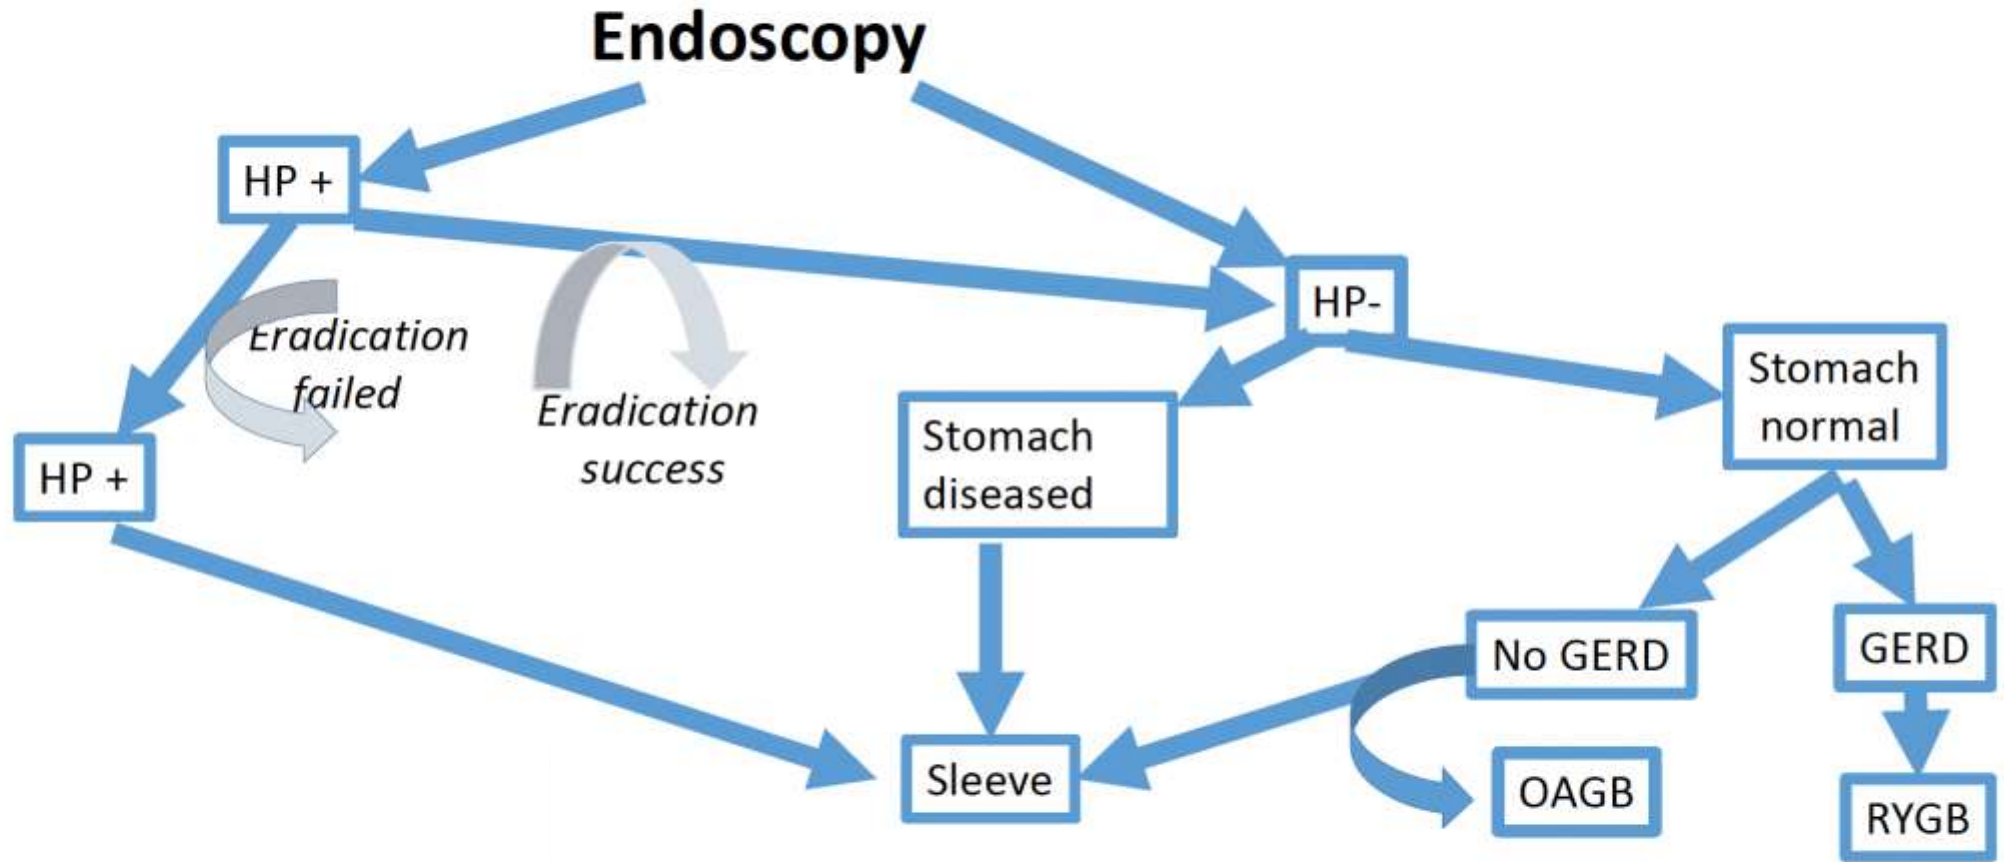 Endoscopy
HP +
HP-
Eradication
failed
Eradication
success
Stomach
normal
Stomach
diseased
HP +
No GERD
GERD
Sleeve
OAGB
RYGB